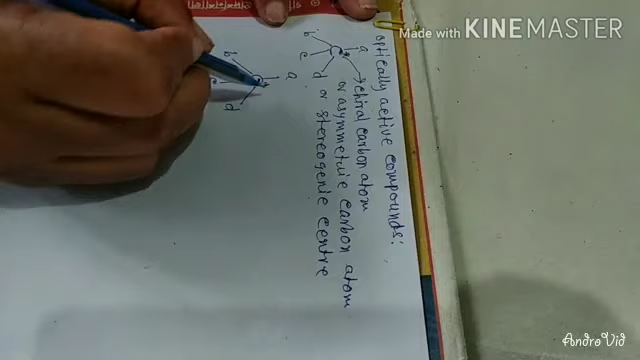 Made with KINEMASTER
optically active compounds:
a
b
c
d
C*
chiral carbon atom
or asymmetric carbon atom
or stereogenic centre
a
b
c
d
AndroVid